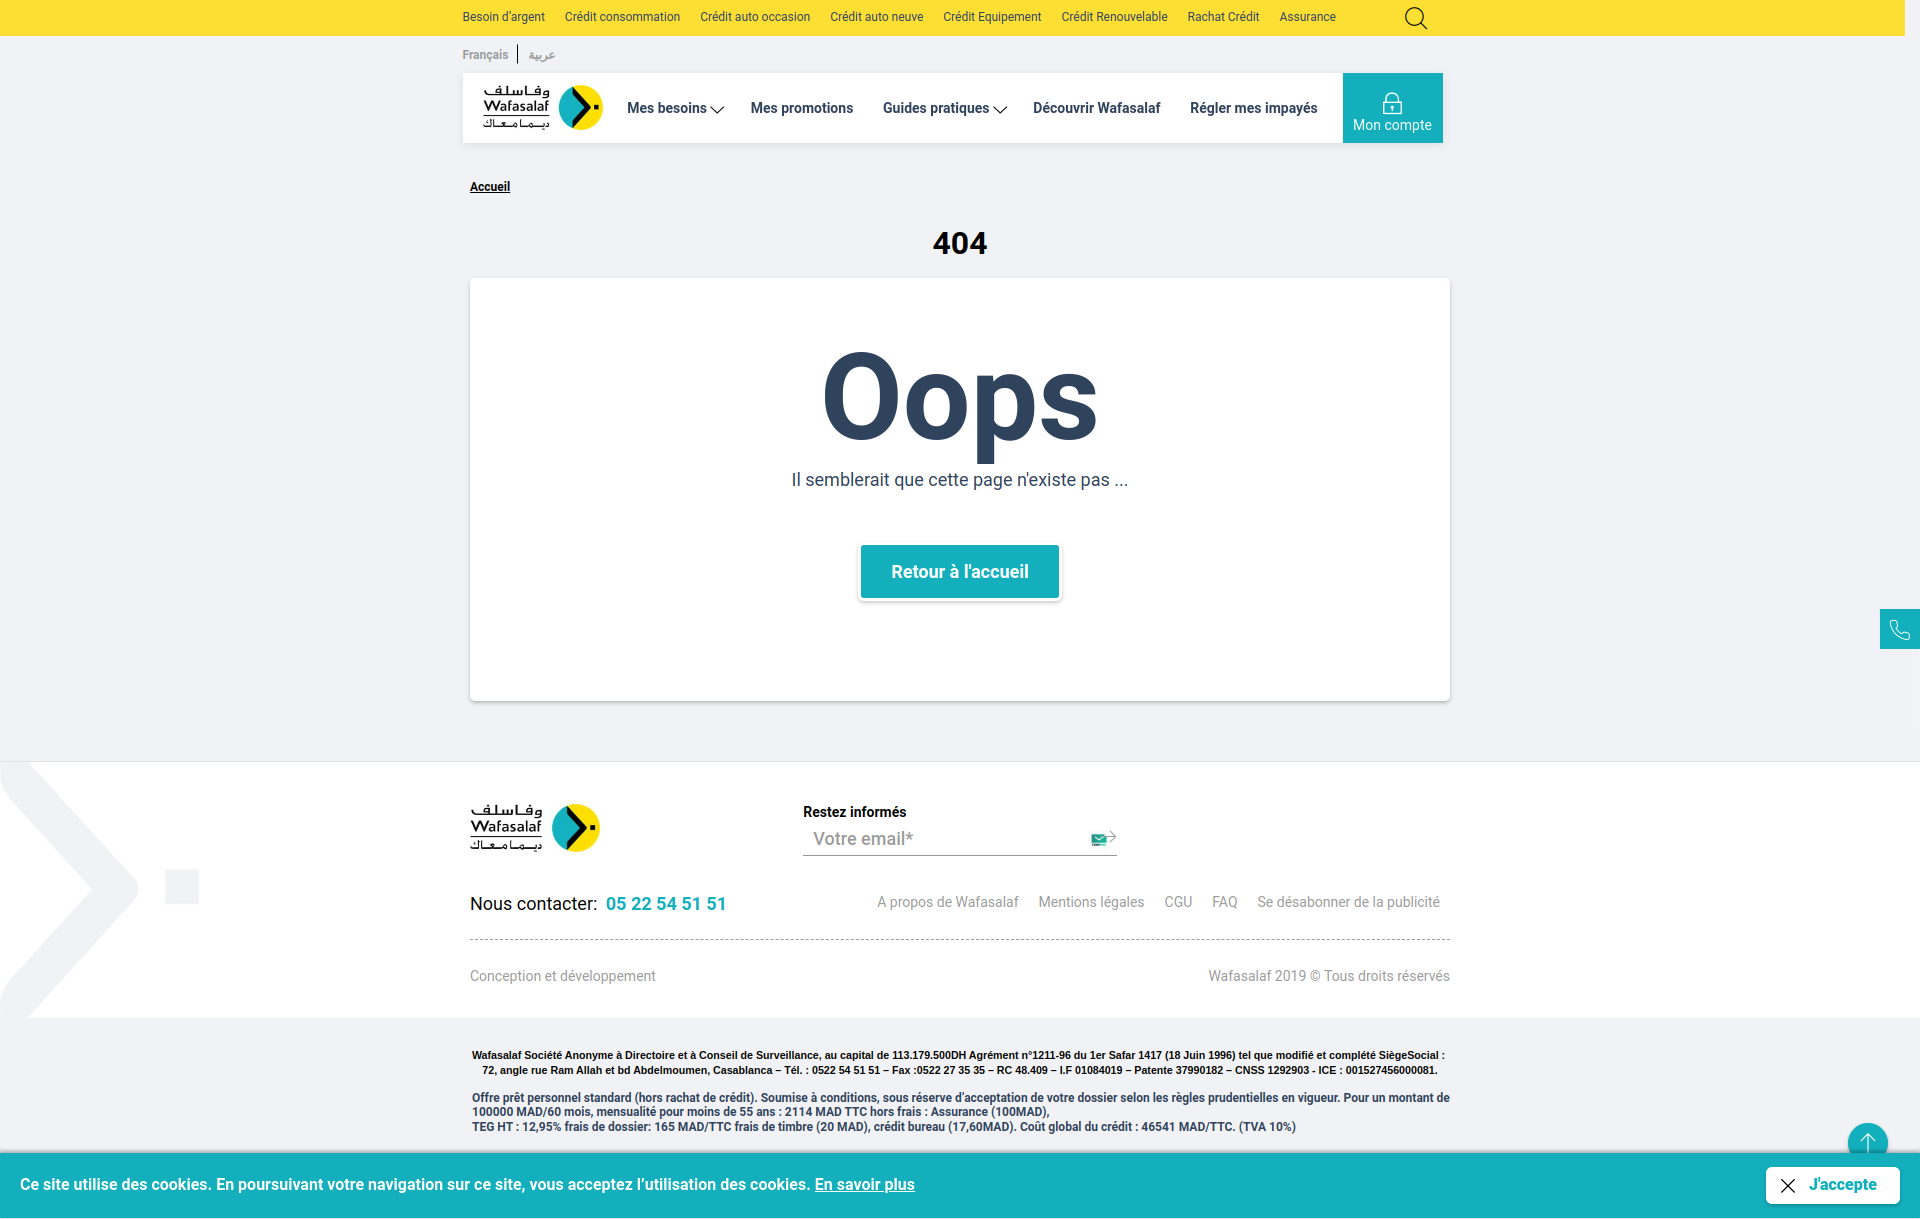 Besoin d’argent Crédit consommation Crédit auto occasion Crédit auto neuve Crédit Equipement Crédit Renouvelable Rachat Crédit Assurance
Français عربية
وفاسلف
Wafasalaf
ديما معاك
Mes besoins Mes promotions Guides pratiques Découvrir Wafasalaf Régler mes impayés
Mon compte
Accueil
404
Oops
Il semblerait que cette page n'existe pas ...
Retour à l'accueil
وفاسلف
Wafasalaf
ديما معاك
Restez informés
Votre email*
Nous contacter: 05 22 54 51 51
A propos de Wafasalaf Mentions légales CGU FAQ Se désabonner de la publicité
Conception et développement
Wafasalaf 2019 © Tous droits réservés
Wafasalaf Société Anonyme à Directoire et à Conseil de Surveillance, au capital de 113.179.500DH Agrément n°1211-96 du 1er Safar 1417 (18 Juin 1996) tel que modifié et complété SiègeSocial :
72, angle rue Ram Allah et bd Abdelmoumen, Casablanca – Tél. : 0522 54 51 51 – Fax :0522 27 35 35 – RC 48.409 – I.F 01084019 – Patente 37990182 – CNSS 1292903 - ICE : 001527456000081.
Offre prêt personnel standard (hors rachat de crédit). Soumise à conditions, sous réserve d’acceptation de votre dossier selon les règles prudentielles en vigueur. Pour un montant de
100000 MAD/60 mois, mensualité pour moins de 55 ans : 2114 MAD TTC hors frais : Assurance (100MAD),
TEG HT : 12,95% frais de dossier: 165 MAD/TTC frais de timbre (20 MAD), crédit bureau (17,60MAD). Coût global du crédit : 46541 MAD/TTC. (TVA 10%)
Ce site utilise des cookies. En poursuivant votre navigation sur ce site, vous acceptez l’utilisation des cookies. En savoir plus
J'accepte